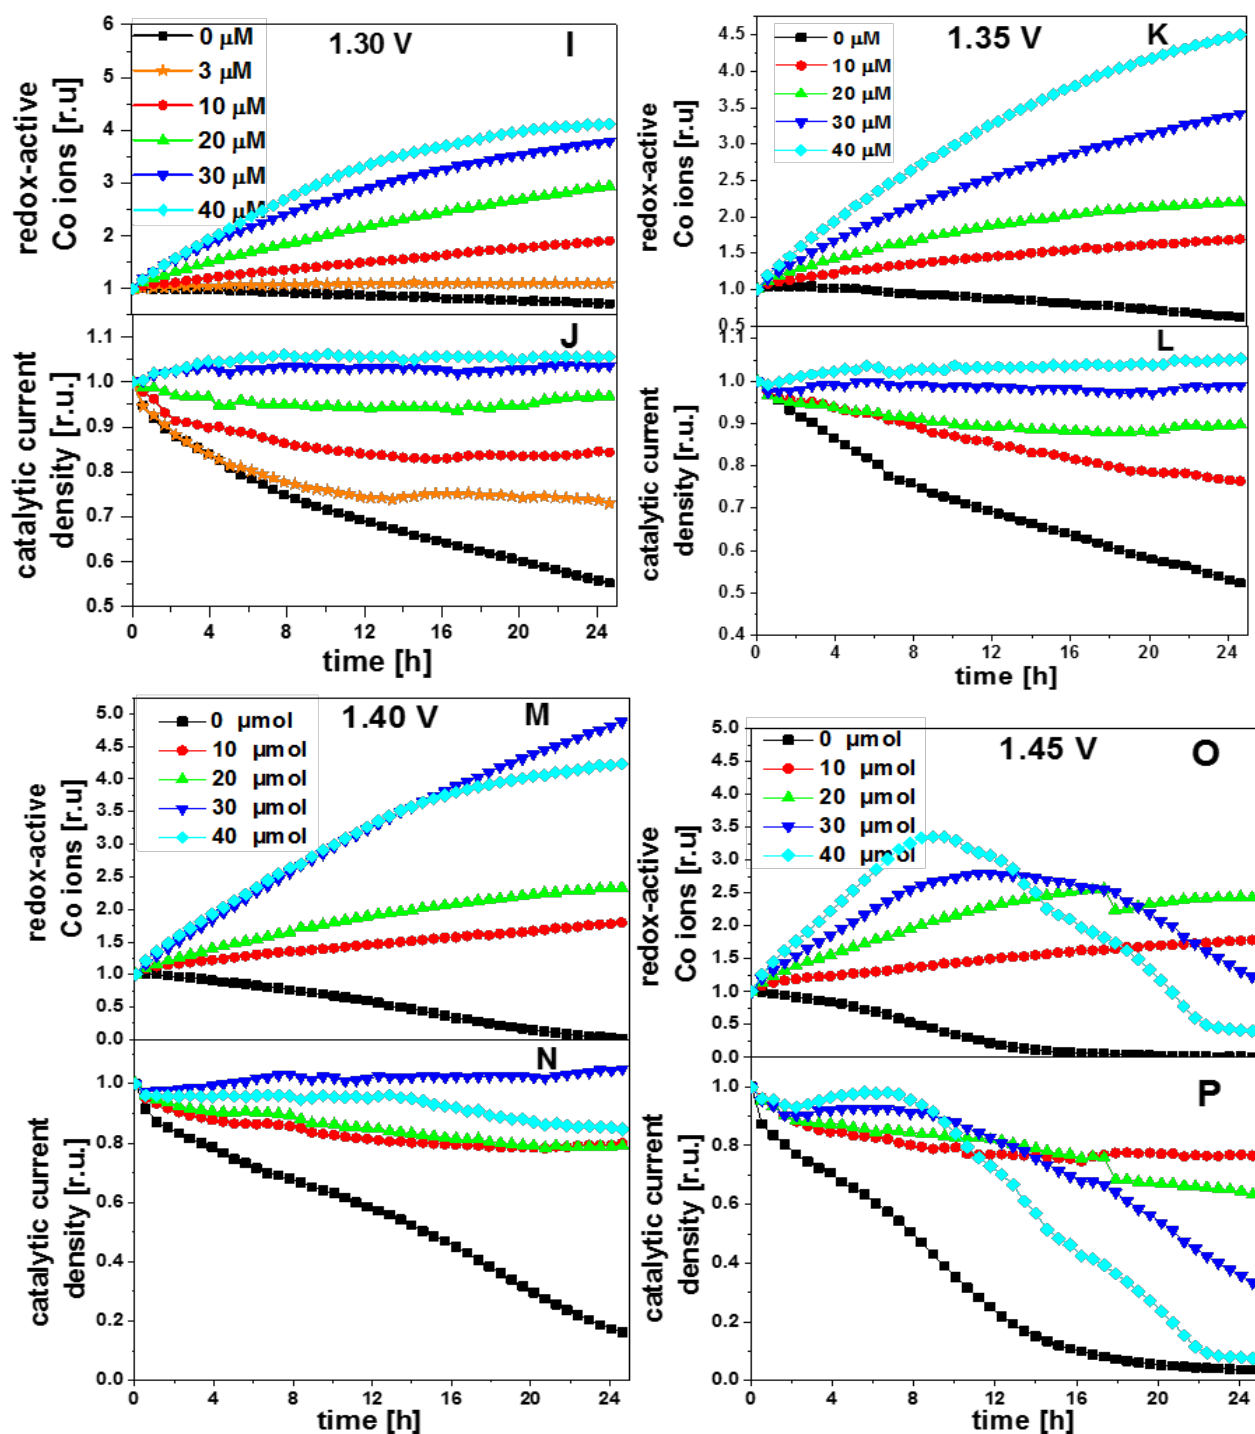 1.30 V
I
0 μM
3 μM
10 μM
20 μM
30 μM
40 μM
redox-active
Co ions [r.u]
6
5
4
3
2
1
J
catalytic current
density [r.u.]
1.1
1.0
0.9
0.8
0.7
0.6
0.5
0 4 8 12 16 20 24
time [h]
1.35 V
K
0 μM
10 μM
20 μM
30 μM
40 μM
redox-active
Co ions [r.u]
4.5
4.0
3.5
3.0
2.5
2.0
1.5
1.0
0.5
L
catalytic current
density [r.u.]
1.1
1.0
0.9
0.8
0.7
0.6
0.5
0.4
0 4 8 12 16 20 24
time [h]
1.40 V
M
0 μmol
10 μmol
20 μmol
30 μmol
40 μmol
redox-active
Co ions [r.u]
5.0
4.5
4.0
3.5
3.0
2.5
2.0
1.5
1.0
0.5
0.0
N
catalytic current
density [r.u.]
1.0
0.8
0.6
0.4
0.2
0 4 8 12 16 20 24
time [h]
1.45 V
O
0 μmol
10 μmol
20 μmol
30 μmol
40 μmol
redox-active
Co ions [r.u]
5.0
4.5
4.0
3.5
3.0
2.5
2.0
1.5
1.0
0.5
0.0
P
catalytic current
density [r.u.]
1.0
0.8
0.6
0.4
0.2
0.0
0 4 8 12 16 20 24
time [h]